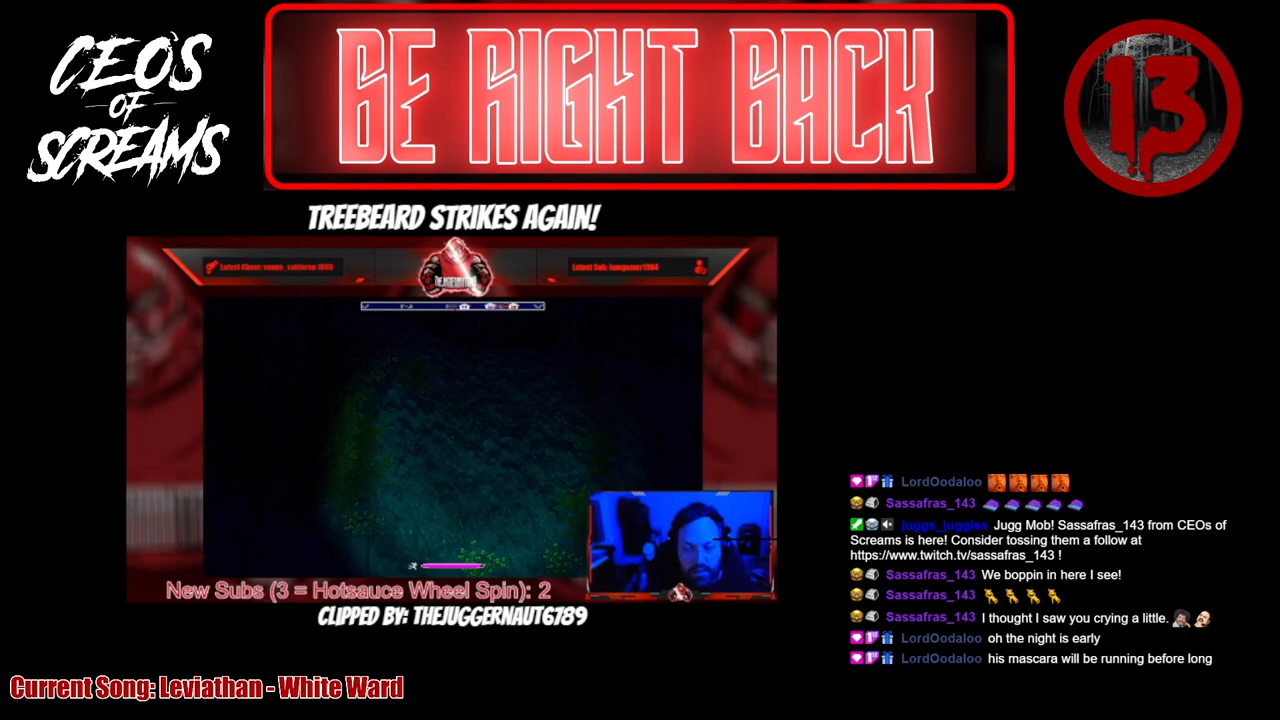 CEO'S
OF
SCREAMS
BE RIGHT BACK
13
TREEBEARD STRIKES AGAIN!
New Subs (3 = Hotsauce Wheel Spin): 2
CLIPPED BY: THEJUGGERNAUT6789
LordOodaloo
Sassafras_143
juggs_juggles Jugg Mob! Sassafras_143 from CEOs of
Screams is here! Consider tossing them a follow at
https://www.twitch.tv/sassafras_143 !
Sassafras_143 We boppin in here I see!
Sassafras_143
Sassafras_143 I thought I saw you crying a little.
LordOodaloo oh the night is early
LordOodaloo his mascara will be running before long
Current Song: Leviathan - White Ward